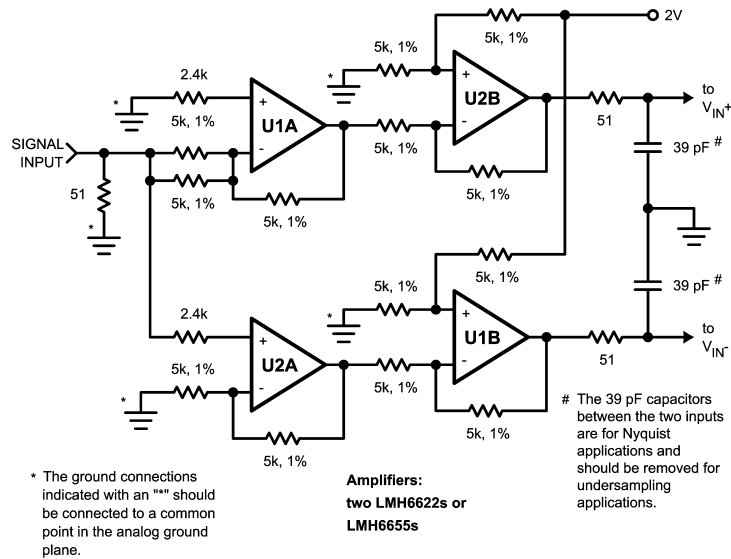 2V
5k, 1%
5k, 1%
*
2.4k
*
+
U2B
-
to
VIN+
51
+
U1A
-
5k, 1%
5k, 1%
SIGNAL
INPUT
39 pF #
51
5k, 1%
5k, 1%
5k, 1%
*
5k, 1%
39 pF #
5k, 1%
*
2.4k
+
U1B
-
to
VIN-
51
+
U2A
-
5k, 1%
5k, 1%
*
5k, 1%
5k, 1%
# The 39 pF capacitors
between the two inputs
are for Nyquist
applications and
should be removed for
undersampling
applications.
* The ground connections
indicated with an "*" should
be connected to a common
point in the analog ground
plane.
Amplifiers:
two LMH6622s or
LMH6655s